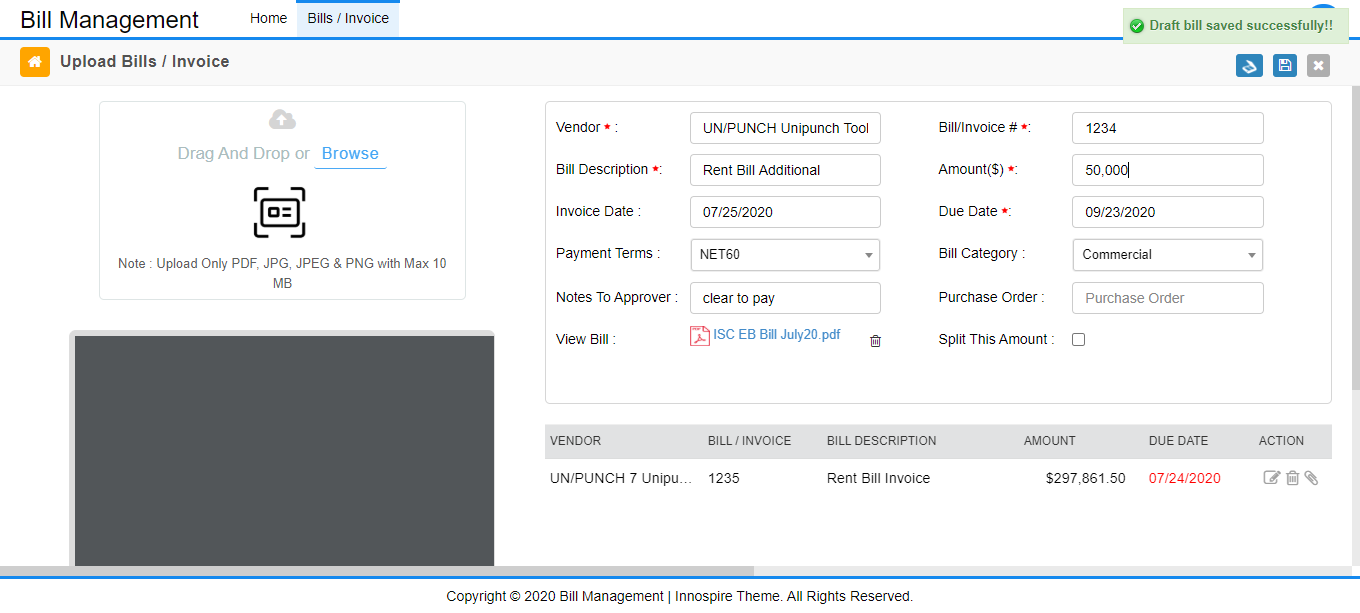 Bill Management
Home
Bills / Invoice
Draft bill saved successfully!!
Upload Bills / Invoice
Drag And Drop or Browse
Note : Upload Only PDF, JPG, JPEG & PNG with Max 10
MB
Vendor * :
UN/PUNCH Unipunch Tool
Bill/Invoice # *:
1234
Bill Description *:
Rent Bill Additional
Amount($) *:
50,000
Invoice Date :
07/25/2020
Due Date *:
09/23/2020
Payment Terms :
NET60
Bill Category :
Commercial
Notes To Approver :
clear to pay
Purchase Order :
Purchase Order
View Bill :
ISC EB Bill July20.pdf
Split This Amount :
VENDOR BILL / INVOICE BILL DESCRIPTION AMOUNT DUE DATE ACTION
UN/PUNCH 7 Unipu... 1235 Rent Bill Invoice $297,861.50 07/24/2020
Copyright © 2020 Bill Management | Innospire Theme. All Rights Reserved.